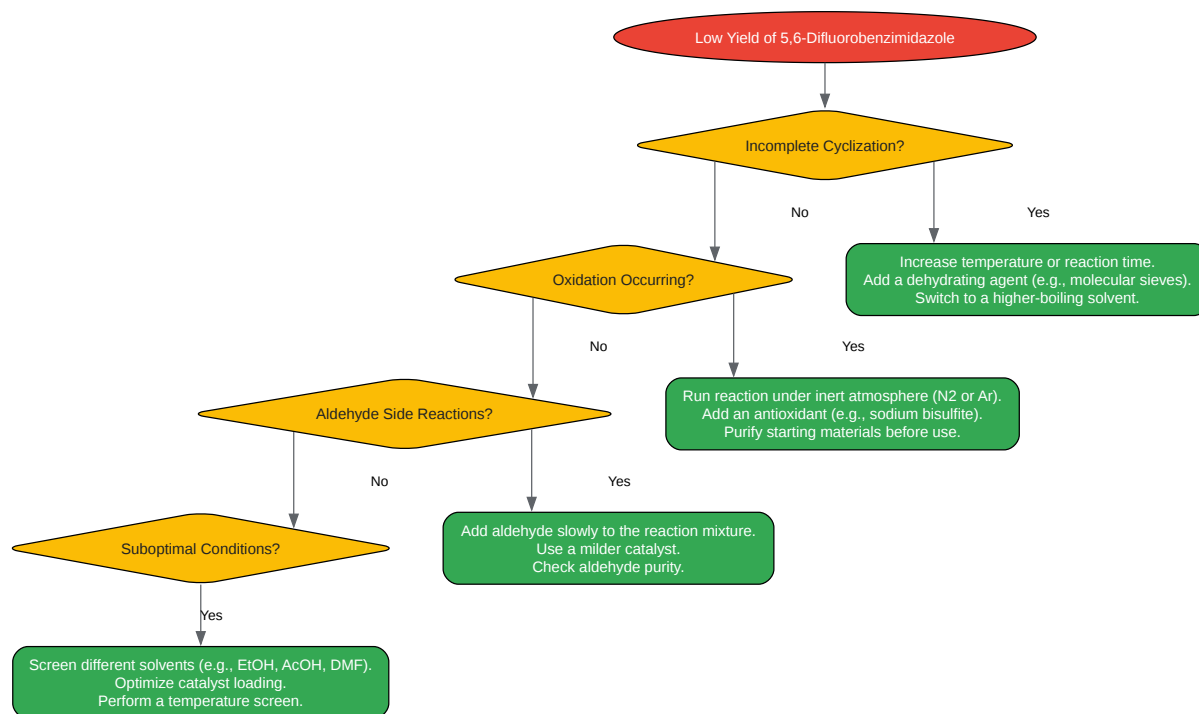 Low Yield of 5,6-Difluorobenzimidazole
Incomplete Cyclization?
No
Yes
Increase temperature or reaction time.
Add a dehydrating agent (e.g., molecular sieves).
Switch to a higher-boiling solvent.
Oxidation Occurring?
No
Yes
Run reaction under inert atmosphere (N2 or Ar).
Add an antioxidant (e.g., sodium bisulfite).
Purify starting materials before use.
Aldehyde Side Reactions?
No
Yes
Add aldehyde slowly to the reaction mixture.
Use a milder catalyst.
Check aldehyde purity.
Suboptimal Conditions?
Yes
Screen different solvents (e.g., EtOH, AcOH, DMF).
Optimize catalyst loading.
Perform a temperature screen.